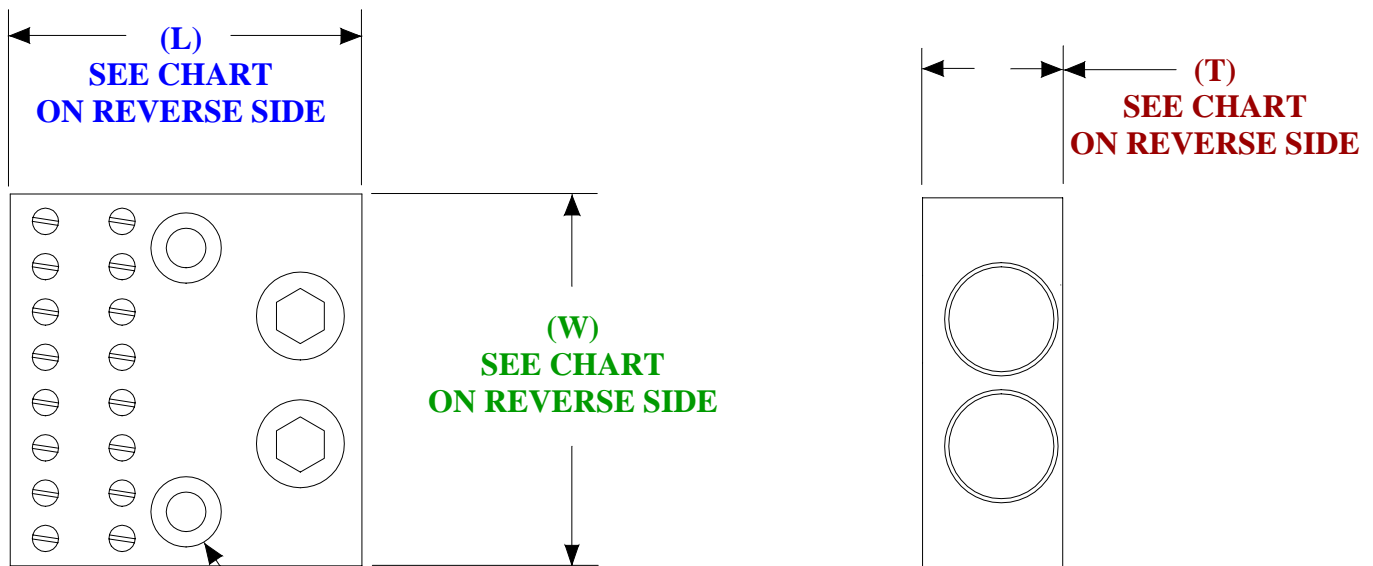 (L)
SEE CHART
ON REVERSE SIDE
(T)
SEE CHART
ON REVERSE SIDE
(W)
SEE CHART
ON REVERSE SIDE